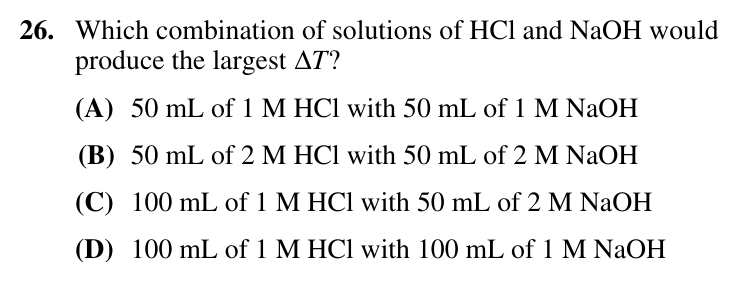 26. Which combination of solutions of HCl and NaOH would
produce the largest ΔT?
(A) 50 mL of 1 M HCl with 50 mL of 1 M NaOH
(B) 50 mL of 2 M HCl with 50 mL of 2 M NaOH
(C) 100 mL of 1 M HCl with 50 mL of 2 M NaOH
(D) 100 mL of 1 M HCl with 100 mL of 1 M NaOH